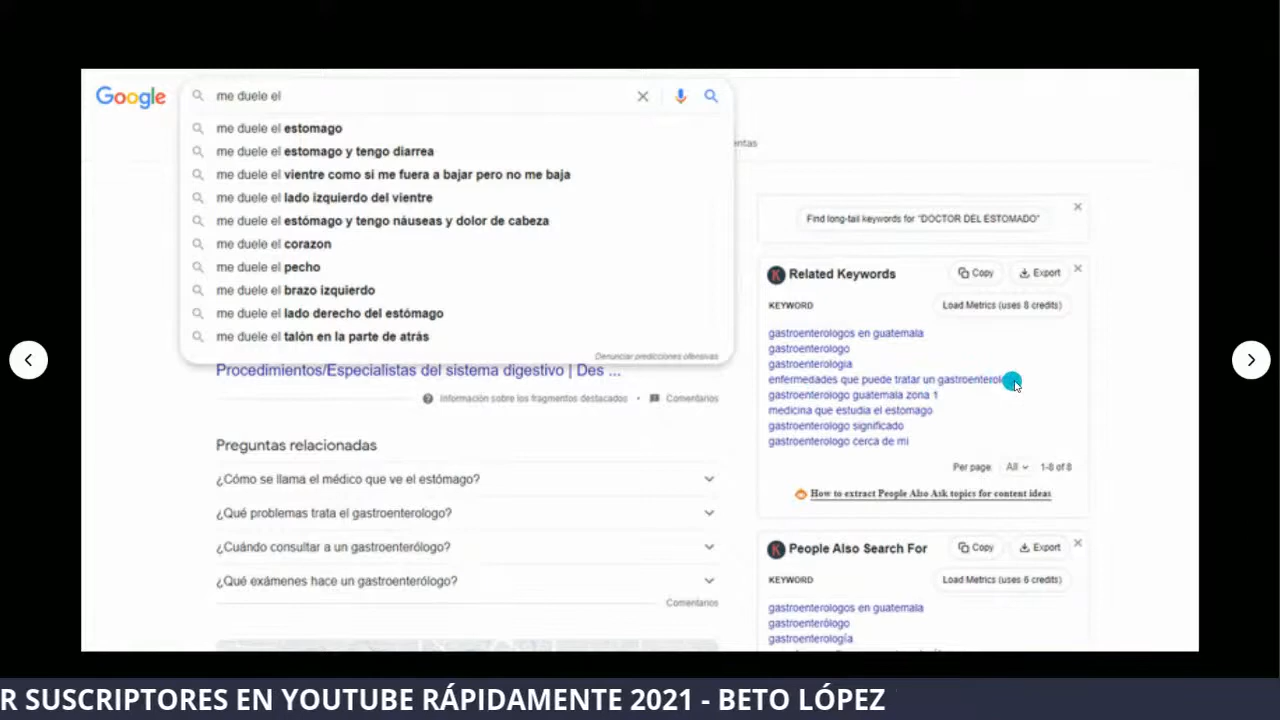 Google
me duele el
me duele el estomago
me duele el estomago y tengo diarrea
me duele el vientre como si me fuera a bajar pero no me baja
me duele el lado izquierdo del vientre
me duele el estómago y tengo náuseas y dolor de cabeza
me duele el corazon
me duele el pecho
me duele el brazo izquierdo
me duele el lado derecho del estómago
me duele el talón en la parte de atrás
Denunciar predicciones ofensivas
Procedimientos/Especialistas del sistema digestivo | Des ...
Información sobre los fragmentos destacados • Comentarios
Preguntas relacionadas
¿Cómo se llama el médico que ve el estómago?
¿Qué problemas trata el gastroenterologo?
¿Cuándo consultar a un gastroenterólogo?
¿Qué exámenes hace un gastroenterólogo?
Comentarios
entas
Find long-tail keywords for "DOCTOR DEL ESTOMADO"
Related Keywords Copy Export
KEYWORD Load Metrics (uses 8 credits)
gastroenterologos en guatemala
gastroenterologo
gastroenterologia
enfermedades que puede tratar un gastroenterol
gastroenterologo guatemala zona 1
medicina que estudia el estomago
gastroenterologo significado
gastroenterologo cerca de mi
Per page: All 1-8 of 8
How to extract People Also Ask topics for content ideas
People Also Search For Copy Export
KEYWORD Load Metrics (uses 6 credits)
gastroenterologos en guatemala
gastroenterólogo
gastroenterología
R SUSCRIPTORES EN YOUTUBE RÁPIDAMENTE 2021 - BETO LÓPEZ